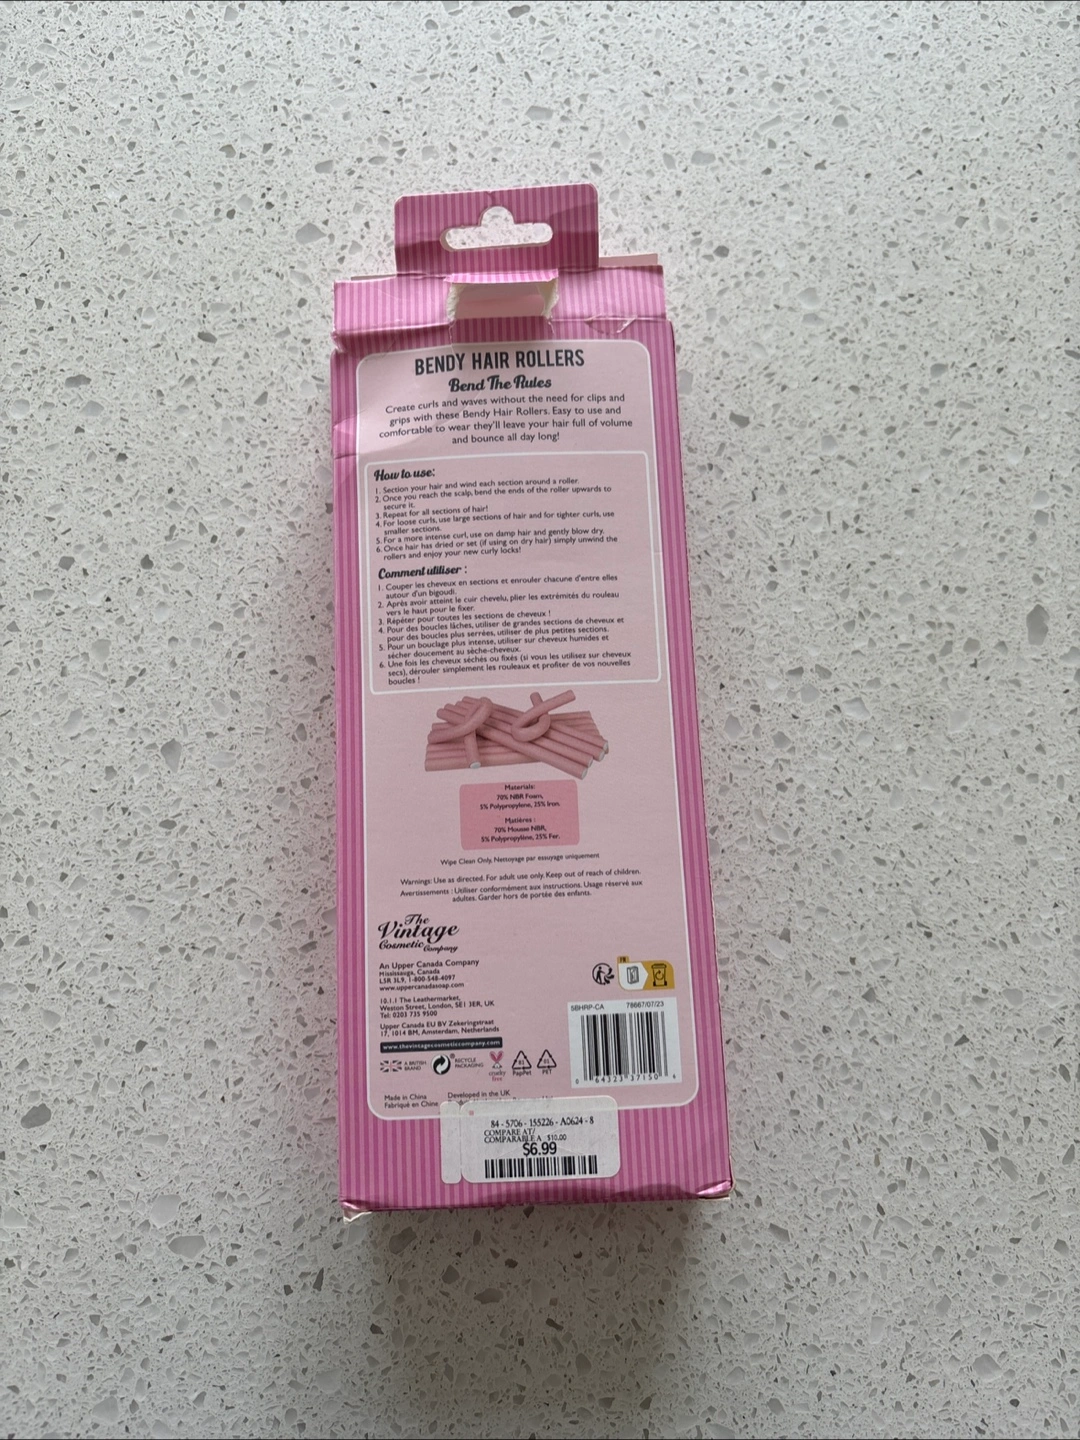 BENDY HAIR ROLLERS
Bend The Rules
Create curls and waves without the need for clips and
grips with these Bendy Hair Rollers. Easy to use and
comfortable to wear they'll leave your hair full of volume
and bounce all day long!
How to use:
1. Section your hair and wind each section around a roller.
2. Once you reach the scalp, bend the ends of the roller upwards to
secure it.
3. Repeat for all sections of hair!
4. For loose curls, use large sections of hair and for tighter curls, use
smaller sections.
5. For a more intense curl, use on damp hair and gently blow dry.
6. Once hair has dried or set (if using on dry hair) simply unwind the
rollers and enjoy your new curly locks!
Comment utiliser :
1. Couper les cheveux en sections et enrouler chacune d'entre elles
autour d'un bigoudi.
2. Après avoir atteint le cuir chevelu, plier les extrémités du rouleau
vers le haut pour le fixer.
3. Répéter pour toutes les sections de cheveux !
4. Pour des boucles lâches, utiliser de grandes sections de cheveux et
pour des boucles plus serrées, utiliser de plus petites sections.
5. Pour un bouclage plus intense, utiliser sur cheveux humides et
sécher doucement au sèche-cheveux.
6. Une fois les cheveux séchés ou fixés (si vous les utilisez sur cheveux
secs), dérouler simplement les rouleaux et profiter de vos nouvelles
boucles !
Materials:
70% NBR Foam,
5% Polypropylene, 25% Iron.
Matières :
70% Mousse NBR,
5% Polypropylène, 25% Fer.
Wipe Clean Only. Nettoyage par essuyage uniquement
Warnings: Use as directed. For adult use only. Keep out of reach of children.
Avertissements : Utiliser conformément aux instructions. Usage réservé aux
adultes. Garder hors de portée des enfants.
The
Vintage
Cosmetic Company
An Upper Canada Company
Mississauga, Canada
L5R 3L9, 1-800-548-4097
www.uppercanadasoap.com
10.1.1 The Leathermarket,
Weston Street, London, SE1 3ER, UK
Tel: 0203 735 9500
Upper Canada EU BV Zekeringstraat
17, 1014 BM, Amsterdam, Netherlands
www.thevintagecosmeticcompany.com
FR
A BRITISH
BRAND
RECYCLE
PACKAGING
cruelty
free
21
PapPet
01
PET
SBHRP-CA 78667/07/23
0 64323 37150 6
Made in China Developed in the UK
Fabriqué en Chine
84 - 5706 - 155226 - A0624 - 8
COMPARE AT/
COMPARABLE A $10.00
$6.99